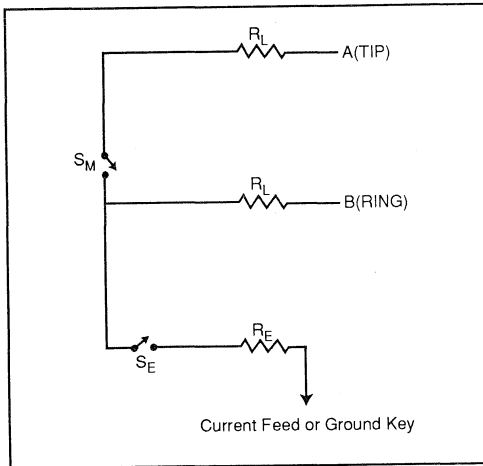 R_L
A(TIP)
S_M
R_L
B(RING)
S_E
R_E
Current Feed or Ground Key